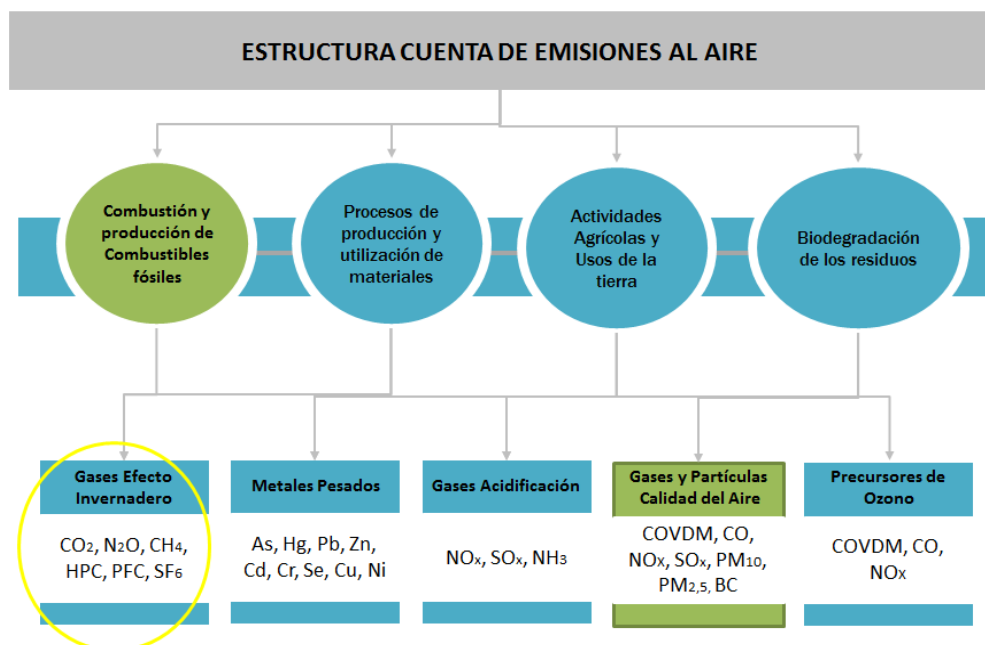 ESTRUCTURA CUENTA DE EMISIONES AL AIRE
Combustión y
producción de
Combustibles
fósiles
Procesos de
producción y
utilización de
materiales
Actividades
Agrícolas y
Usos de la
tierra
Biodegradación
de los residuos
Gases Efecto
Invernadero
CO₂, N₂O, CH₄,
HPC, PFC, SF₆
Metales Pesados
As, Hg, Pb, Zn,
Cd, Cr, Se, Cu, Ni
Gases Acidificación
NOₓ, SOₓ, NH₃
Gases y Partículas
Calidad del Aire
COVDM, CO,
NOₓ, SOₓ, PM₁₀,
PM₂,₅, BC
Precursores de
Ozono
COVDM, CO,
NOₓ